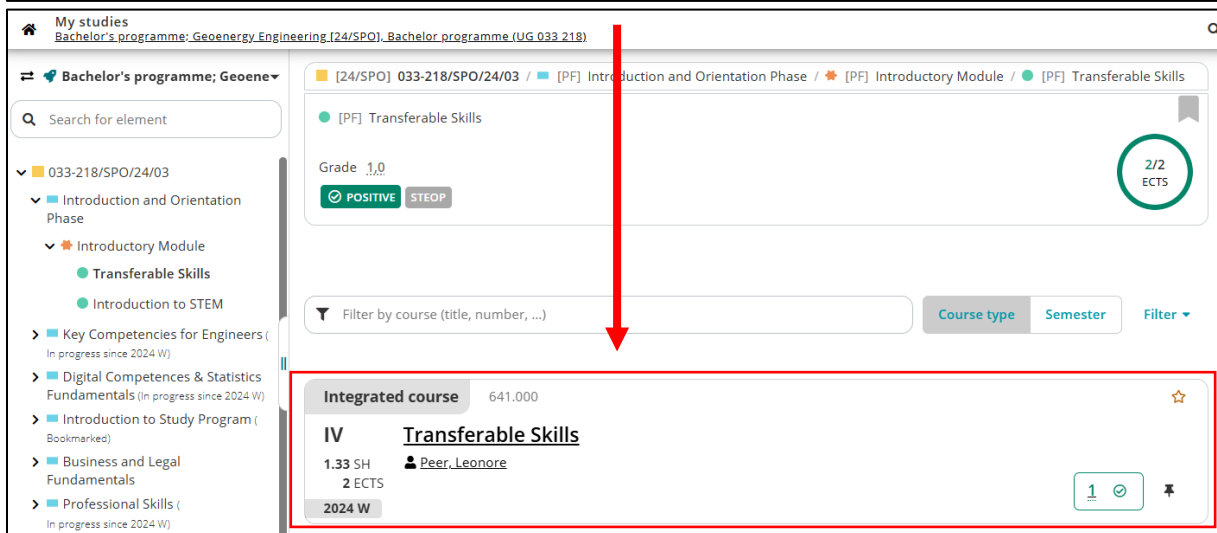 My studies
Bachelor's programme; Geoenergy Engineering [24/SPO], Bachelor programme (UG 033 218)
Bachelor's programme; Geoene
Search for element
033-218/SPO/24/03
Introduction and Orientation
Phase
Introductory Module
Transferable Skills
Introduction to STEM
Key Competencies for Engineers (
In progress since 2024 W)
Digital Competences & Statistics
Fundamentals (In progress since 2024 W)
Introduction to Study Program (
Bookmarked)
Business and Legal
Fundamentals
Professional Skills (
In progress since 2024 W)
[24/SPO] 033-218/SPO/24/03 / [PF] Introduction and Orientation Phase / [PF] Introductory Module / [PF] Transferable Skills
[PF] Transferable Skills
Grade 1,0
POSITIVE STEOP
2/2
ECTS
Filter by course (title, number, ...)
Course type Semester Filter
Integrated course 641.000
IV Transferable Skills
1.33 SH Peer, Leonore
2 ECTS
1
2024 W